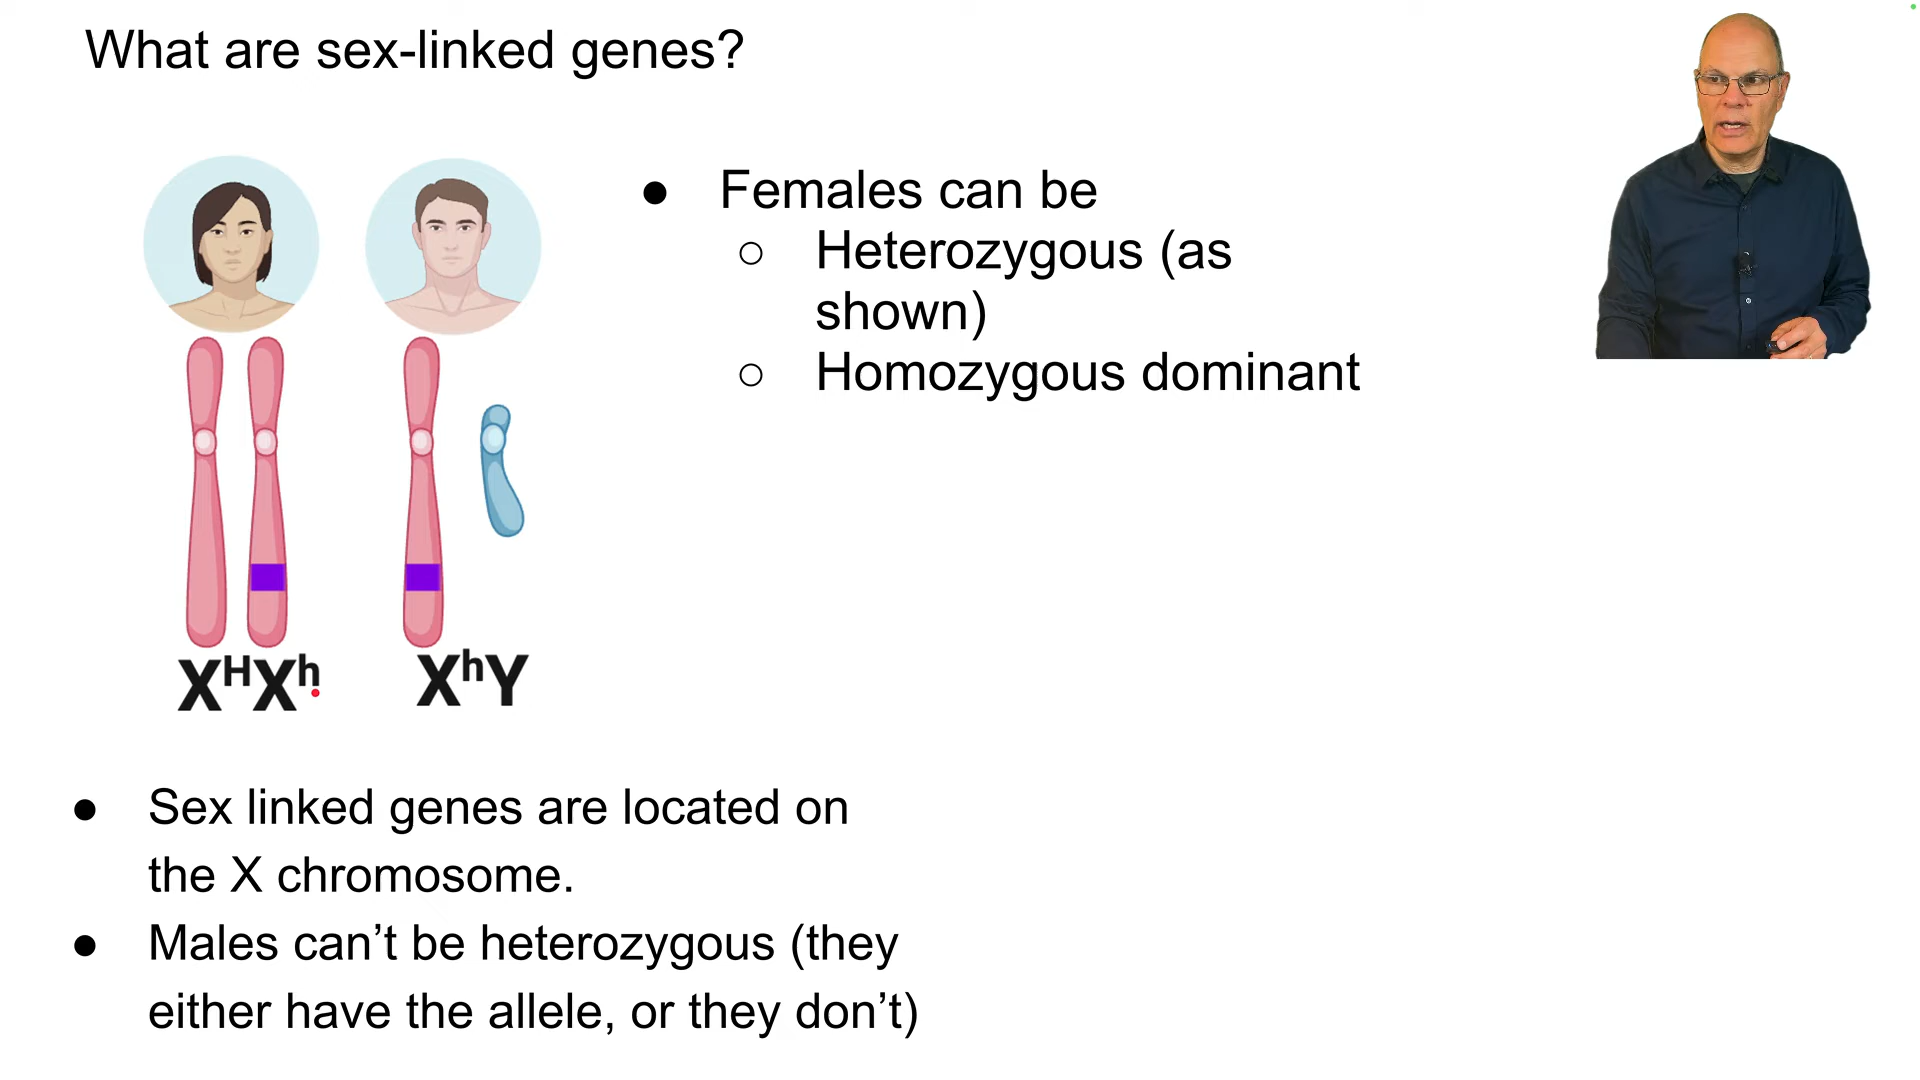 What are sex-linked genes?
● Females can be
○ Heterozygous (as
shown)
○ Homozygous dominant
XᴴXʰ
XʰY
● Sex linked genes are located on
the X chromosome.
● Males can’t be heterozygous (they
either have the allele, or they don’t)